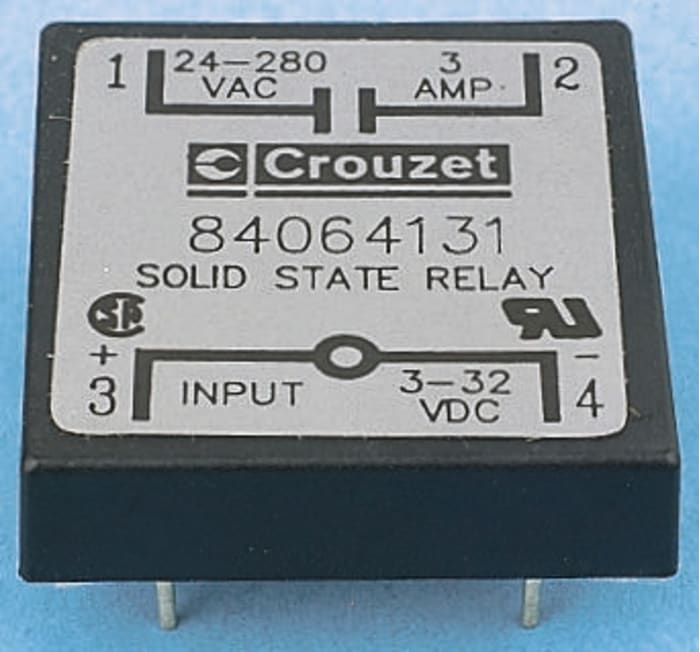 1 24-280 3 2
VAC AMP
Crouzet
84064131
SOLID STATE RELAY
+ -
3 INPUT 3-32 4
VDC